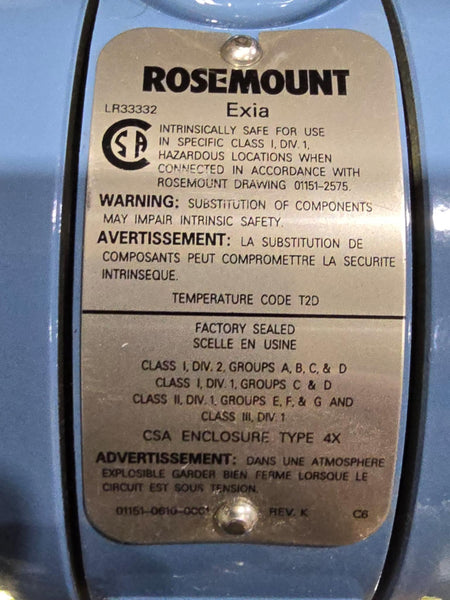 ROSEMOUNT
LR33332
Exia
CSA
INTRINSICALLY SAFE FOR USE
IN SPECIFIC CLASS I, DIV. 1,
HAZARDOUS LOCATIONS WHEN
CONNECTED IN ACCORDANCE WITH
ROSEMOUNT DRAWING 01151-2575.
WARNING: SUBSTITUTION OF COMPONENTS
MAY IMPAIR INTRINSIC SAFETY.
AVERTISSEMENT: LA SUBSTITUTION DE
COMPOSANTS PEUT COMPROMETTRE LA SECURITE
INTRINSEQUE.
TEMPERATURE CODE T2D
FACTORY SEALED
SCELLE EN USINE
CLASS I, DIV. 2, GROUPS A, B, C, & D
CLASS I, DIV. 1, GROUPS C & D
CLASS II, DIV. 1, GROUPS E, F, & G AND
CLASS III, DIV. 1
CSA ENCLOSURE TYPE 4X
ADVERTISSEMENT: DANS UNE ATMOSPHERE
EXPLOSIBLE GARDER BIEN FERME LORSQUE LE
CIRCUIT EST SOUS TENSION.
01151-0610-0001 REV. K C6